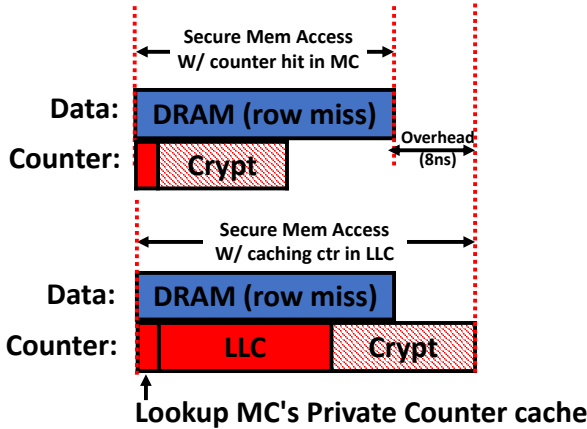 Secure Mem Access
W/ counter hit in MC
Data: DRAM (row miss)
Overhead
(8ns)
Counter: Crypt
Secure Mem Access
W/ caching ctr in LLC
Data: DRAM (row miss)
Counter: LLC Crypt
Lookup MC's Private Counter cache